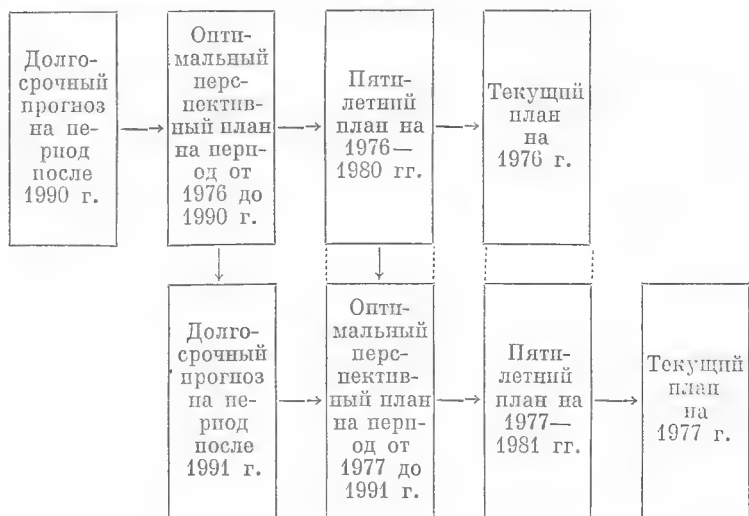 Долго-
срочный
прогноз
на пе-
риод
после
1990 г.
Опти-
мальный
перс-
пектив-
ный план
на пери-
од от
1976 до
1990 г.
Пяти-
летний
план на
1976—
1980 гг.
Текущий
план
на
1976 г.
Долго-
срочный
прогноз
на пе-
риод
после
1991 г.
Опти-
мальный
перс-
пектив-
ный план
на пери-
од от
1977 до
1991 г.
Пяти-
летний
план на
1977—
1981 гг.
Текущий
план
на
1977 г.